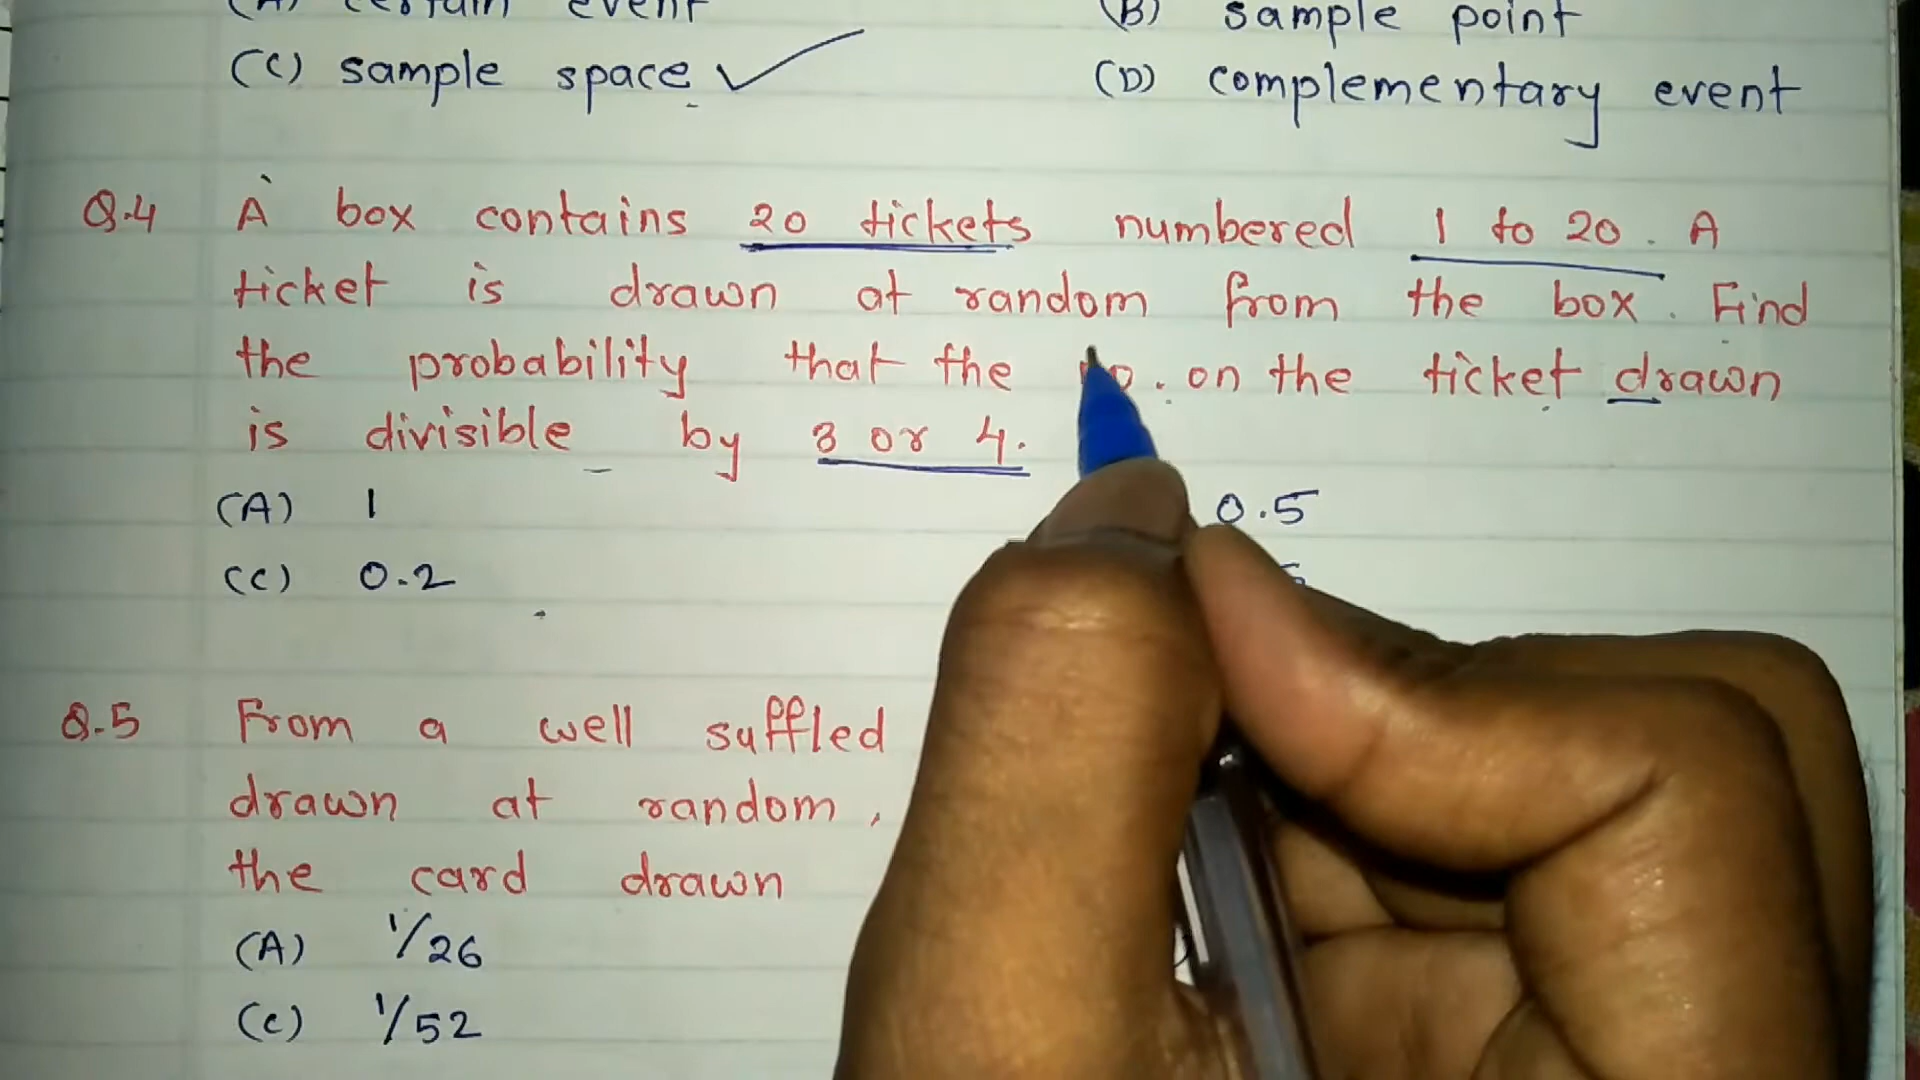 (A) certain event (B) sample point
(C) sample space (D) complementary event
Q.4 A box contains 20 tickets numbered 1 to 20. A
ticket is drawn at random from the box. Find
the probability that the no. on the ticket drawn
is divisible by 3 or 4.
(A) 1 0.5
(C) 0.2
Q.5 From a well suffled
drawn at random,
the card drawn
(A) 1/26
(C) 1/52